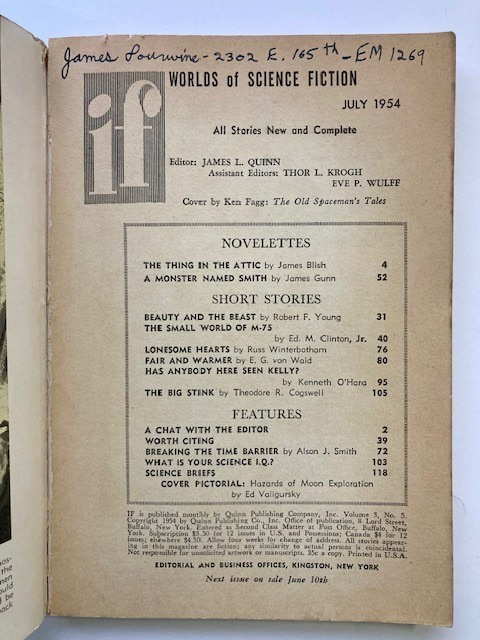 James Lourwine - 2302 E. 165th - EM 1269
if
WORLDS of SCIENCE FICTION
JULY 1954
All Stories New and Complete
Editor: JAMES L. QUINN
Assistant Editors: THOR L. KROGH
EVE P. WULFF
Cover by Ken Fagg: The Old Spaceman's Tales
NOVELETTES
THE THING IN THE ATTIC by James Blish 4
A MONSTER NAMED SMITH by James Gunn 52
SHORT STORIES
BEAUTY AND THE BEAST by Robert F. Young 31
THE SMALL WORLD OF M-75
by Ed. M. Clinton, Jr. 40
LONESOME HEARTS by Russ Winterbotham 76
FAIR AND WARMER by E. G. von Wald 80
HAS ANYBODY HERE SEEN KELLY?
by Kenneth O'Hara 95
THE BIG STINK by Theodore R. Cogswell 105
FEATURES
A CHAT WITH THE EDITOR 2
WORTH CITING 39
BREAKING THE TIME BARRIER by Alson J. Smith 72
WHAT IS YOUR SCIENCE I.Q.? 103
SCIENCE BRIEFS 118
COVER PICTORIAL: Hazards of Moon Exploration
by Ed Valigursky
IF is published monthly by Quinn Publishing Company, Inc. Volume 3, No. 5.
Copyright 1954 by Quinn Publishing Co., Inc. Office of publication, 8 Lord Street,
Buffalo, New York. Entered as Second Class Matter at Post Office, Buffalo, New
York. Subscription $3.50 for 12 issues in U.S. and Possessions; Canada $4 for 12
issues; elsewhere $4.50. Allow four weeks for change of address. All stories appear-
ing in this magazine are fiction; any similarity to actual persons is coincidental.
Not responsible for unsolicited artwork or manuscripts. 35c a copy. Printed in U.S.A.
EDITORIAL AND BUSINESS OFFICES, KINGSTON, NEW YORK
Next issue on sale June 10th